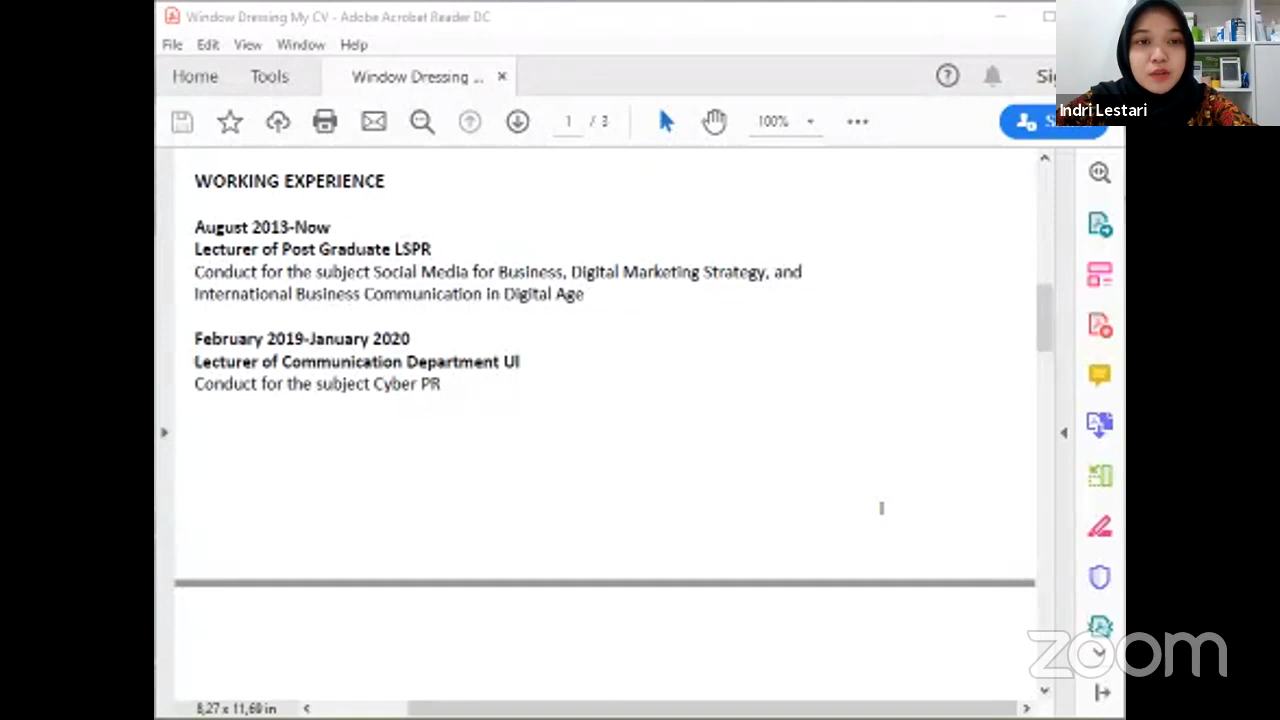 Window Dressing My CV - Adobe Acrobat Reader DC
File Edit View Window Help
Home Tools Window Dressing ... ×
1 / 3 100%
Indri Lestari
WORKING EXPERIENCE
August 2013-Now
Lecturer of Post Graduate LSPR
Conduct for the subject Social Media for Business, Digital Marketing Strategy, and
International Business Communication in Digital Age
February 2019-January 2020
Lecturer of Communication Department UI
Conduct for the subject Cyber PR
zoom
8,27 x 11,69 in